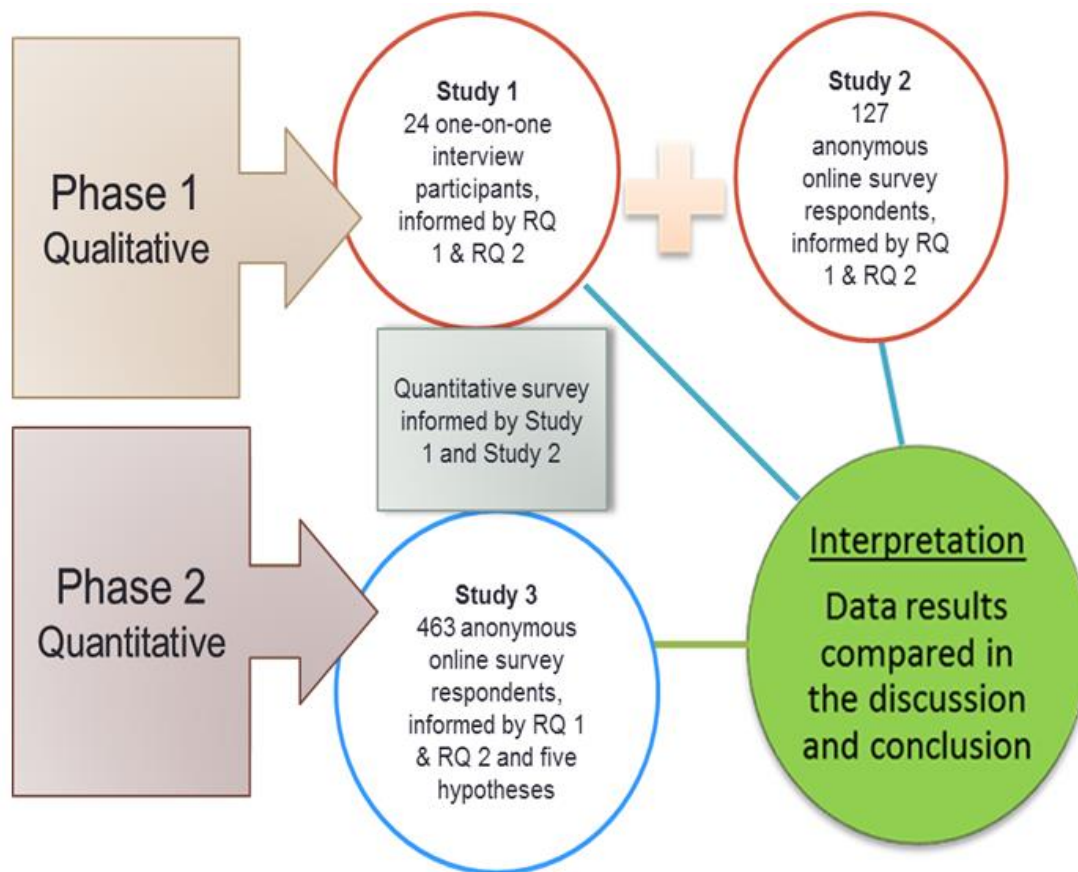 Phase 1
Qualitative
Study 1
24 one-on-one
interview
participants,
informed by RQ
1 & RQ 2
Study 2
127
anonymous
online survey
respondents,
informed by RQ
1 & RQ 2
Quantitative survey
informed by Study
1 and Study 2
Phase 2
Quantitative
Study 3
463 anonymous
online survey
respondents,
informed by RQ 1
& RQ 2 and five
hypotheses
Interpretation
Data results
compared in
the discussion
and conclusion